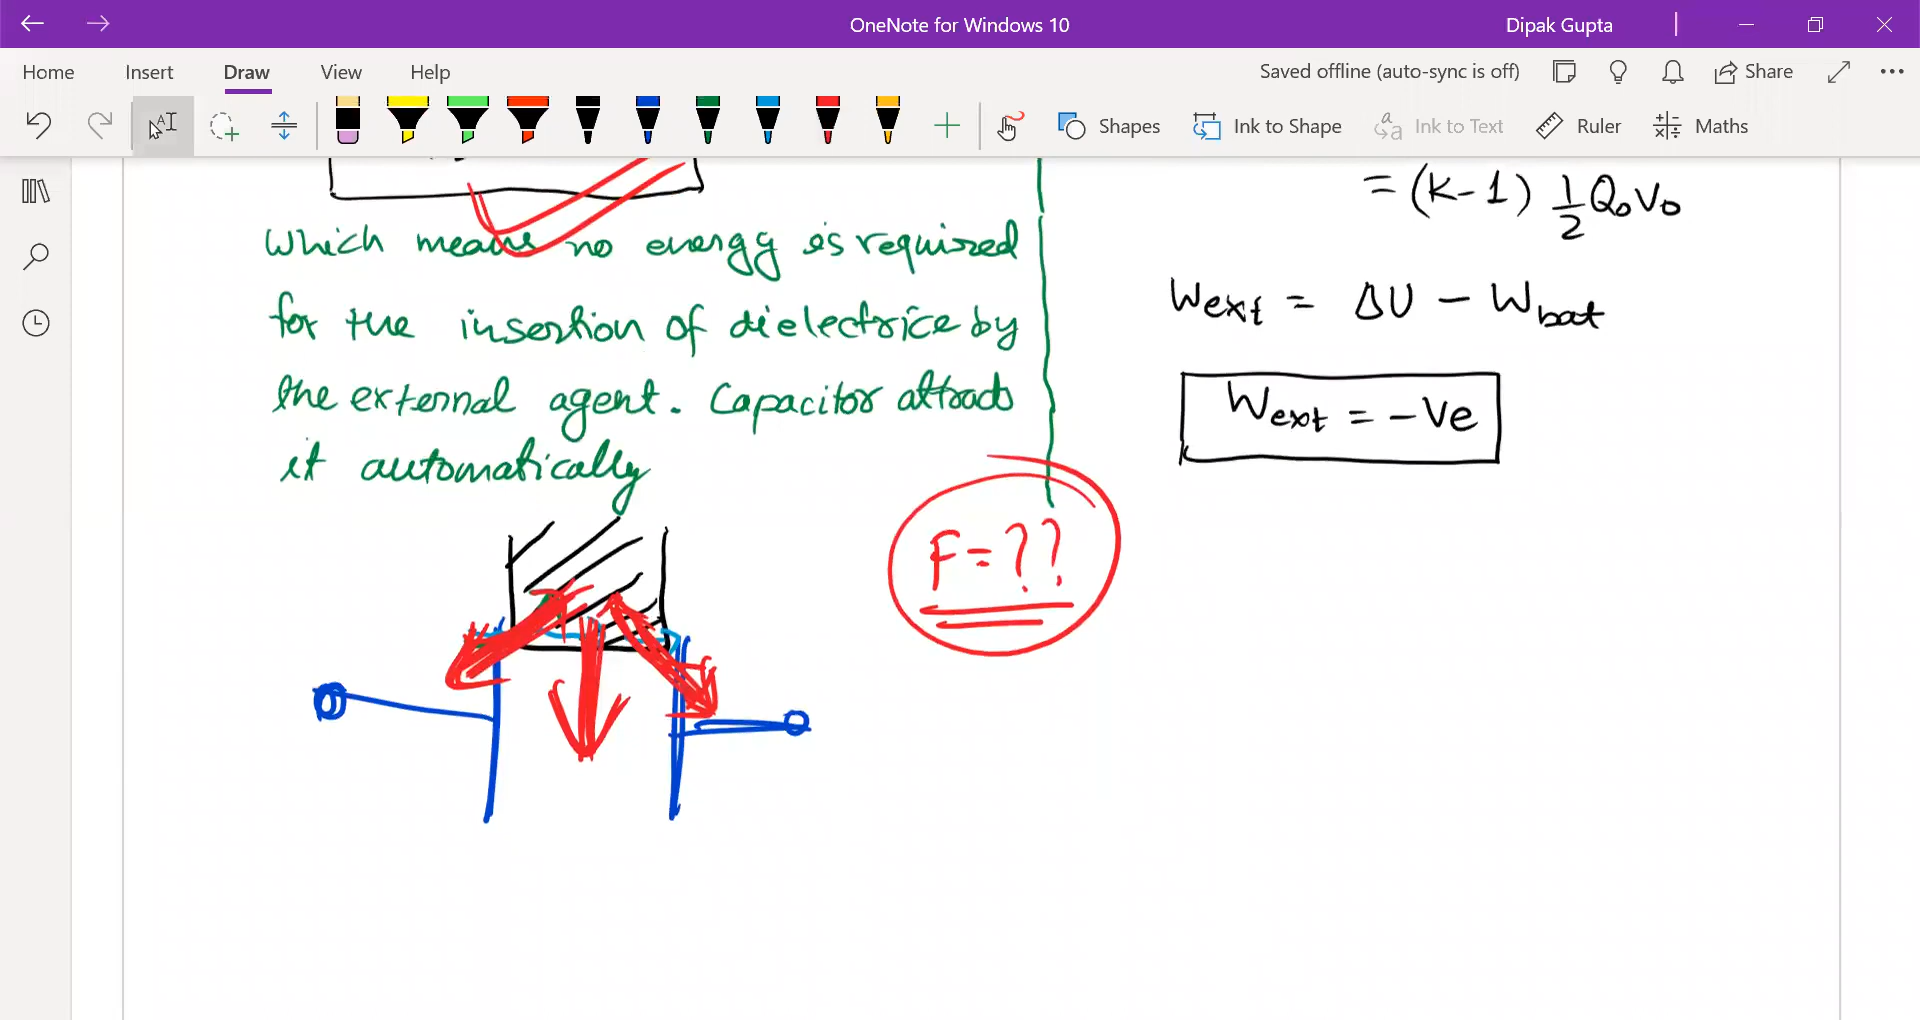 OneNote for Windows 10
Dipak Gupta
Home Insert Draw View Help
Saved offline (auto-sync is off)
Share
Shapes
Ink to Shape
Ink to Text
Ruler
Maths
which means no energy is required
for the insertion of dielectrice by
the external agent. Capacitor attracts
it automatically
F = ??
= (K-1) 1/2 Q₀V₀
Wext = ΔU - Wbat
Wext = -Ve